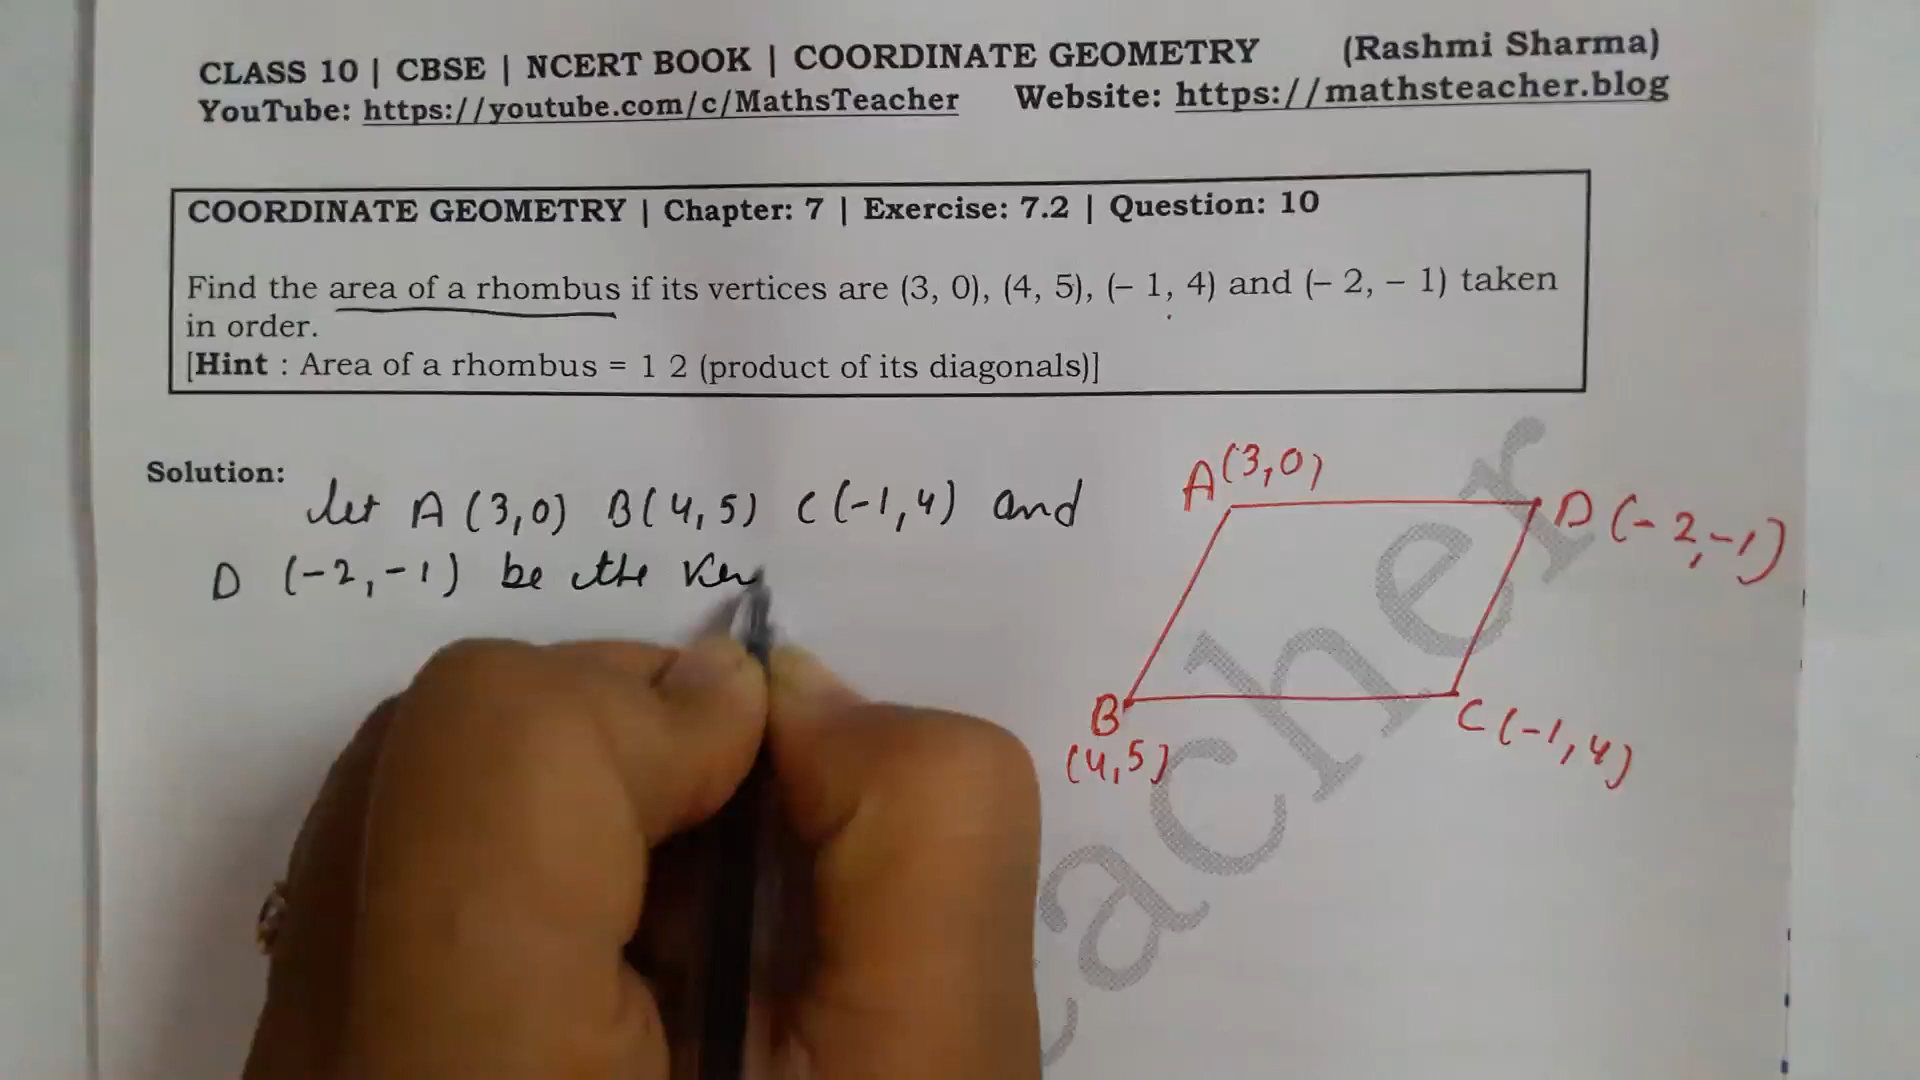 CLASS 10 | CBSE | NCERT BOOK | COORDINATE GEOMETRY (Rashmi Sharma)
YouTube: https://youtube.com/c/MathsTeacher Website: https://mathsteacher.blog
COORDINATE GEOMETRY | Chapter: 7 | Exercise: 7.2 | Question: 10
Find the area of a rhombus if its vertices are (3, 0), (4, 5), (– 1, 4) and (– 2, – 1) taken
in order.
[Hint : Area of a rhombus = 1 2 (product of its diagonals)]
Solution:
let A (3,0) B(4,5) C(-1,4) and
D (-2,-1) be the Ver
A(3,0)
D(-2,-1)
B
(4,5)
C(-1,4)